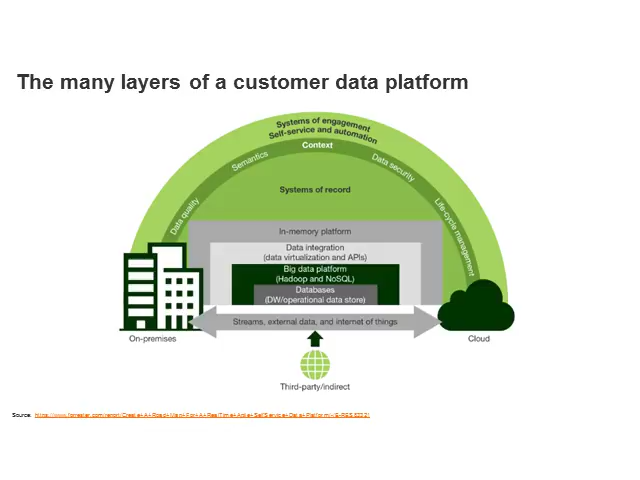 The many layers of a customer data platform
Systems of engagement
Self-service and automation
Context
Semantics
Data security
Data quality
Life-cycle management
Systems of record
In-memory platform
Data integration
(data virtualization and APIs)
Big data platform
(Hadoop and NoSQL)
Databases
(DW/operational data store)
Streams, external data, and internet of things
On-premises
Cloud
Third-party/indirect
Source: